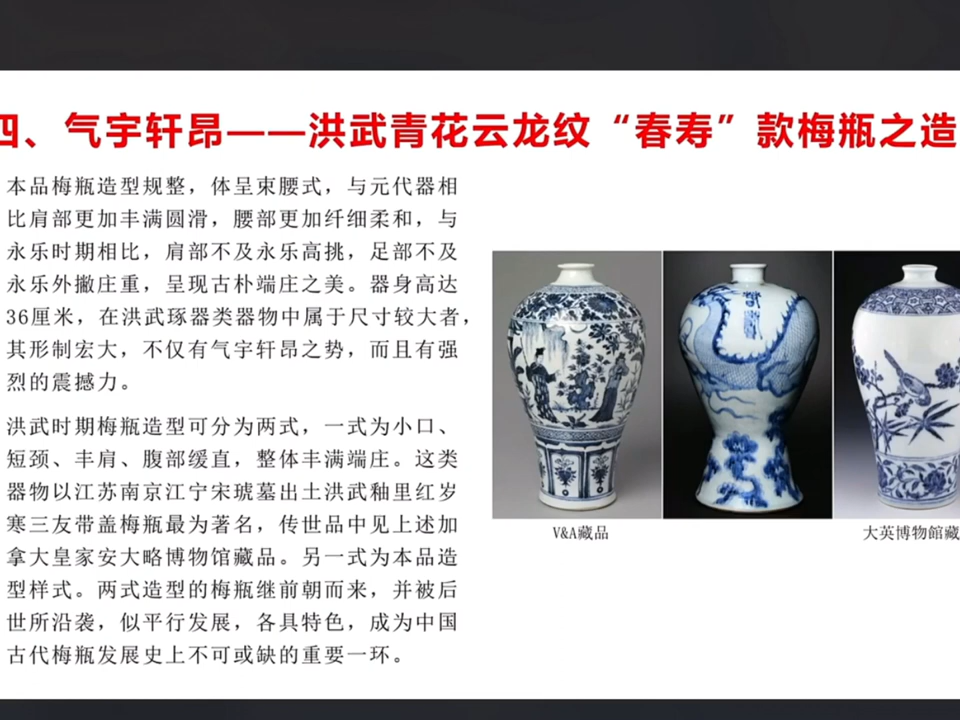 四、气宇轩昂——洪武青花云龙纹“春寿”款梅瓶之造
本品梅瓶造型规整，体呈束腰式，与元代器相
比肩部更加丰满圆滑，腰部更加纤细柔和，与
永乐时期相比，肩部不及永乐高挑，足部不及
永乐外撇庄重，呈现古朴端庄之美。器身高达
36厘米，在洪武琢器类器物中属于尺寸较大者，
其形制宏大，不仅有气宇轩昂之势，而且有强
烈的震撼力。
洪武时期梅瓶造型可分为两式，一式为小口、
短颈、丰肩、腹部缓直，整体丰满端庄。这类
器物以江苏南京江宁宋琥墓出土洪武釉里红岁
寒三友带盖梅瓶最为著名，传世品中见上述加
拿大皇家安大略博物馆藏品。另一式为本品造
型样式。两式造型的梅瓶继前朝而来，并被后
世所沿袭，似平行发展，各具特色，成为中国
古代梅瓶发展史上不可或缺的重要一环。
V&A藏品
大英博物館藏